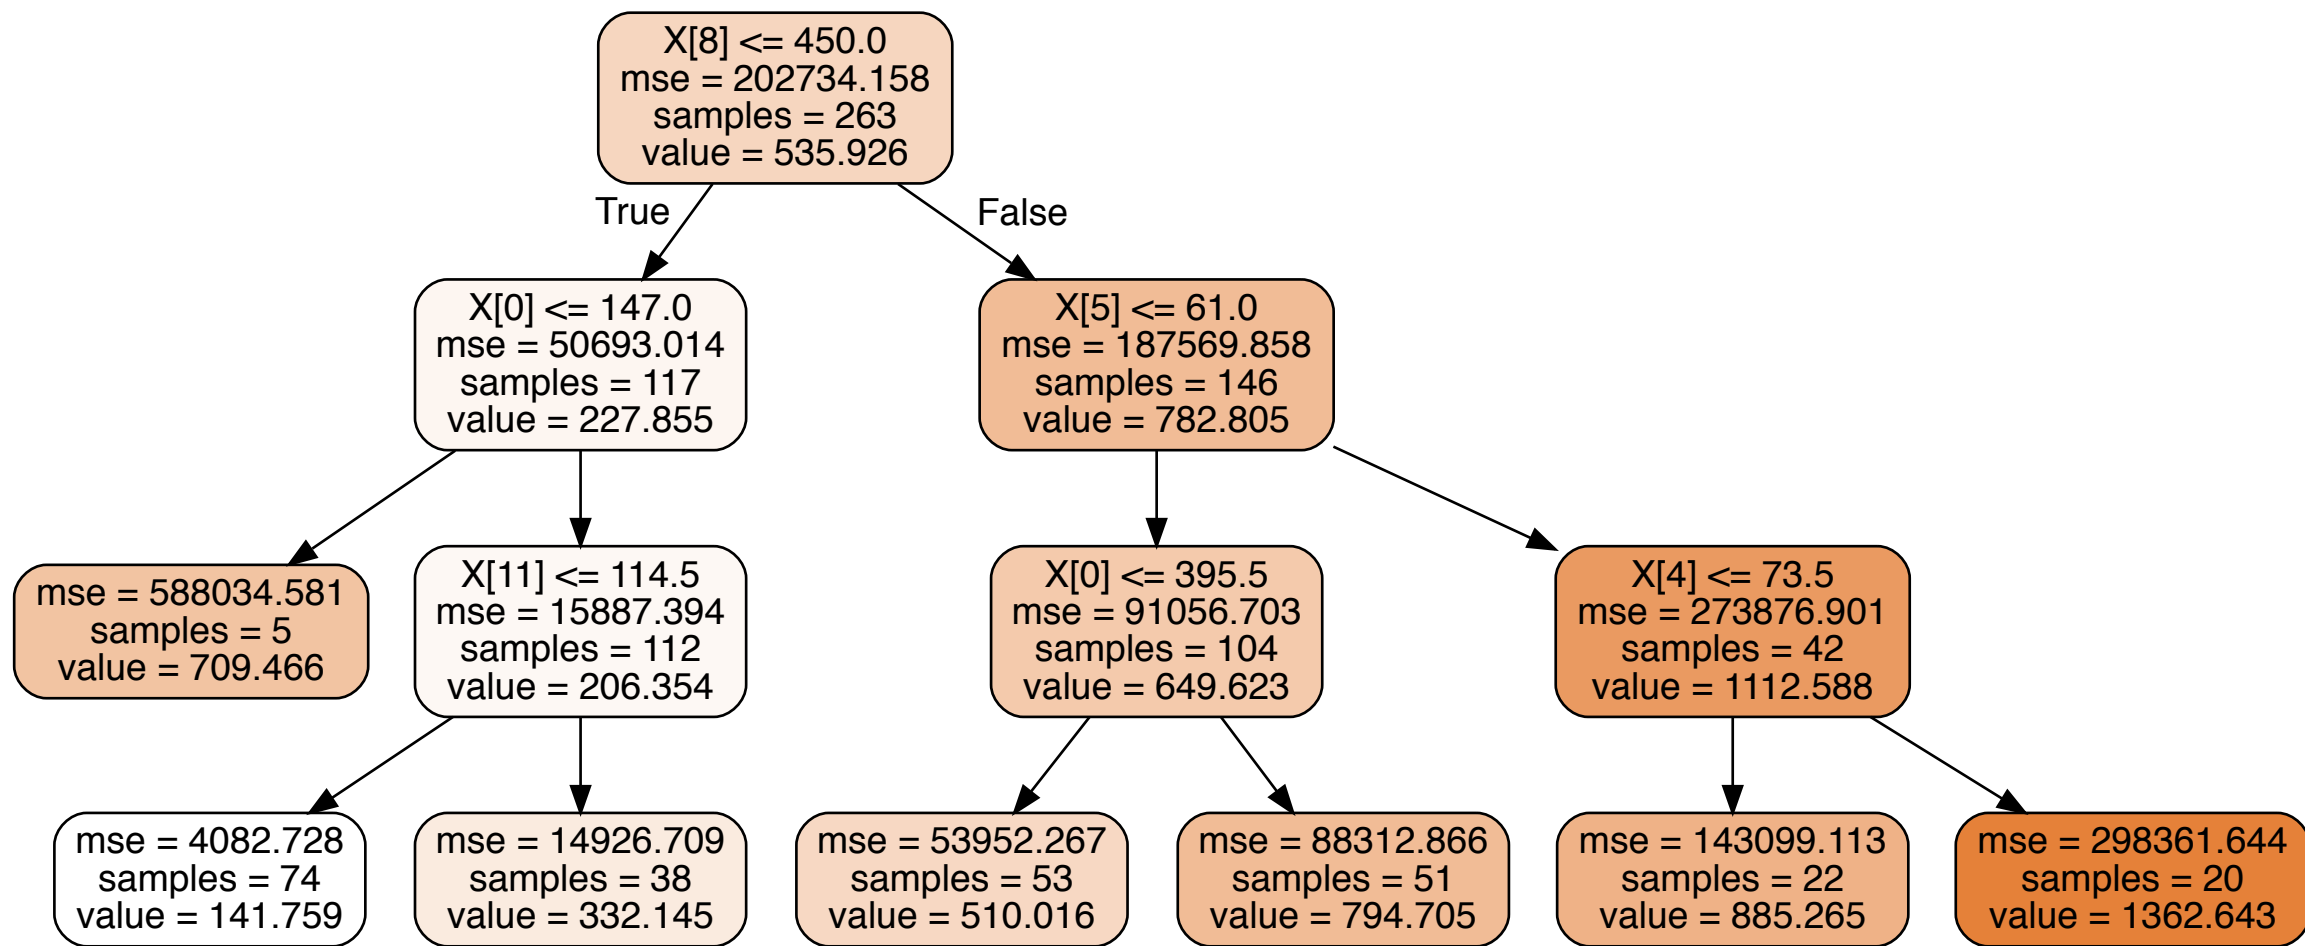 X[8] <= 450.0
mse = 202734.158
samples = 263
value = 535.926
True
False
X[0] <= 147.0
mse = 50693.014
samples = 117
value = 227.855
X[5] <= 61.0
mse = 187569.858
samples = 146
value = 782.805
mse = 588034.581
samples = 5
value = 709.466
X[11] <= 114.5
mse = 15887.394
samples = 112
value = 206.354
X[0] <= 395.5
mse = 91056.703
samples = 104
value = 649.623
X[4] <= 73.5
mse = 273876.901
samples = 42
value = 1112.588
mse = 4082.728
samples = 74
value = 141.759
mse = 14926.709
samples = 38
value = 332.145
mse = 53952.267
samples = 53
value = 510.016
mse = 88312.866
samples = 51
value = 794.705
mse = 143099.113
samples = 22
value = 885.265
mse = 298361.644
samples = 20
value = 1362.643